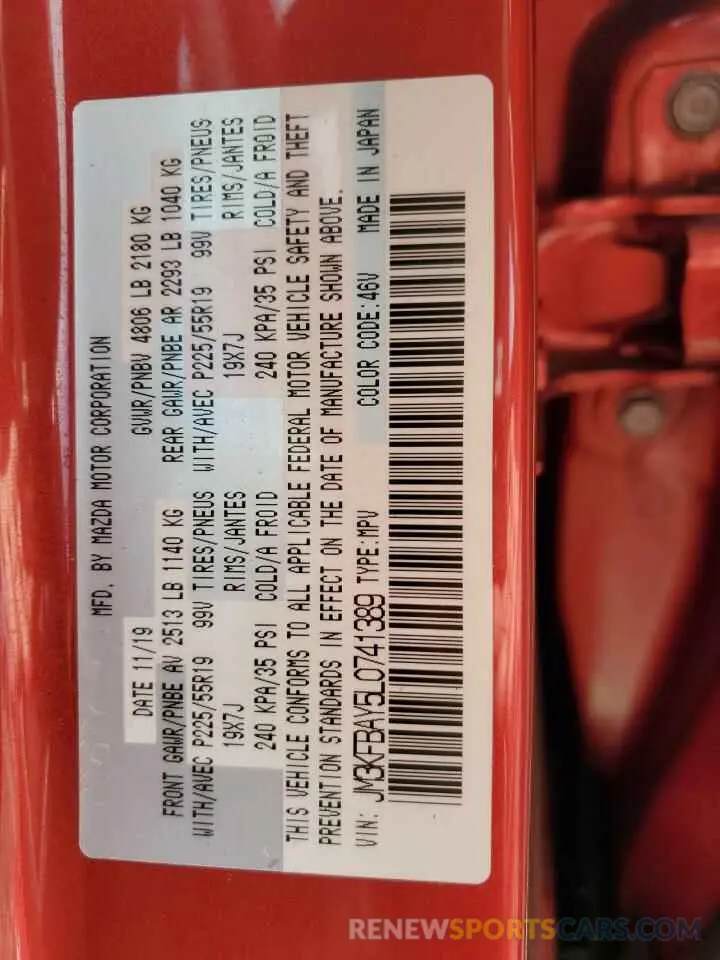 MFD. BY MAZDA MOTOR CORPORATION
DATE 11/19 GVWR/PNBV 4806 LB 2180 KG
FRONT GAWR/PNBE AV 2513 LB 1140 KG REAR GAWR/PNBE AR 2293 LB 1040 KG
WITH/AVEC P225/55R19 99V TIRES/PNEUS WITH/AVEC P225/55R19 99V TIRES/PNEUS
19X7J RIMS/JANTES 19X7J RIMS/JANTES
240 KPA/35 PSI COLD/A FROID 240 KPA/35 PSI COLD/A FROID
THIS VEHICLE CONFORMS TO ALL APPLICABLE FEDERAL MOTOR VEHICLE SAFETY AND THEFT
PREVENTION STANDARDS IN EFFECT ON THE DATE OF MANUFACTURE SHOWN ABOVE.
VIN: JM3KFBAY5L0741389 TYPE:MPV COLOR CODE:46V MADE IN JAPAN
RENEWSPORTSCARS.COM